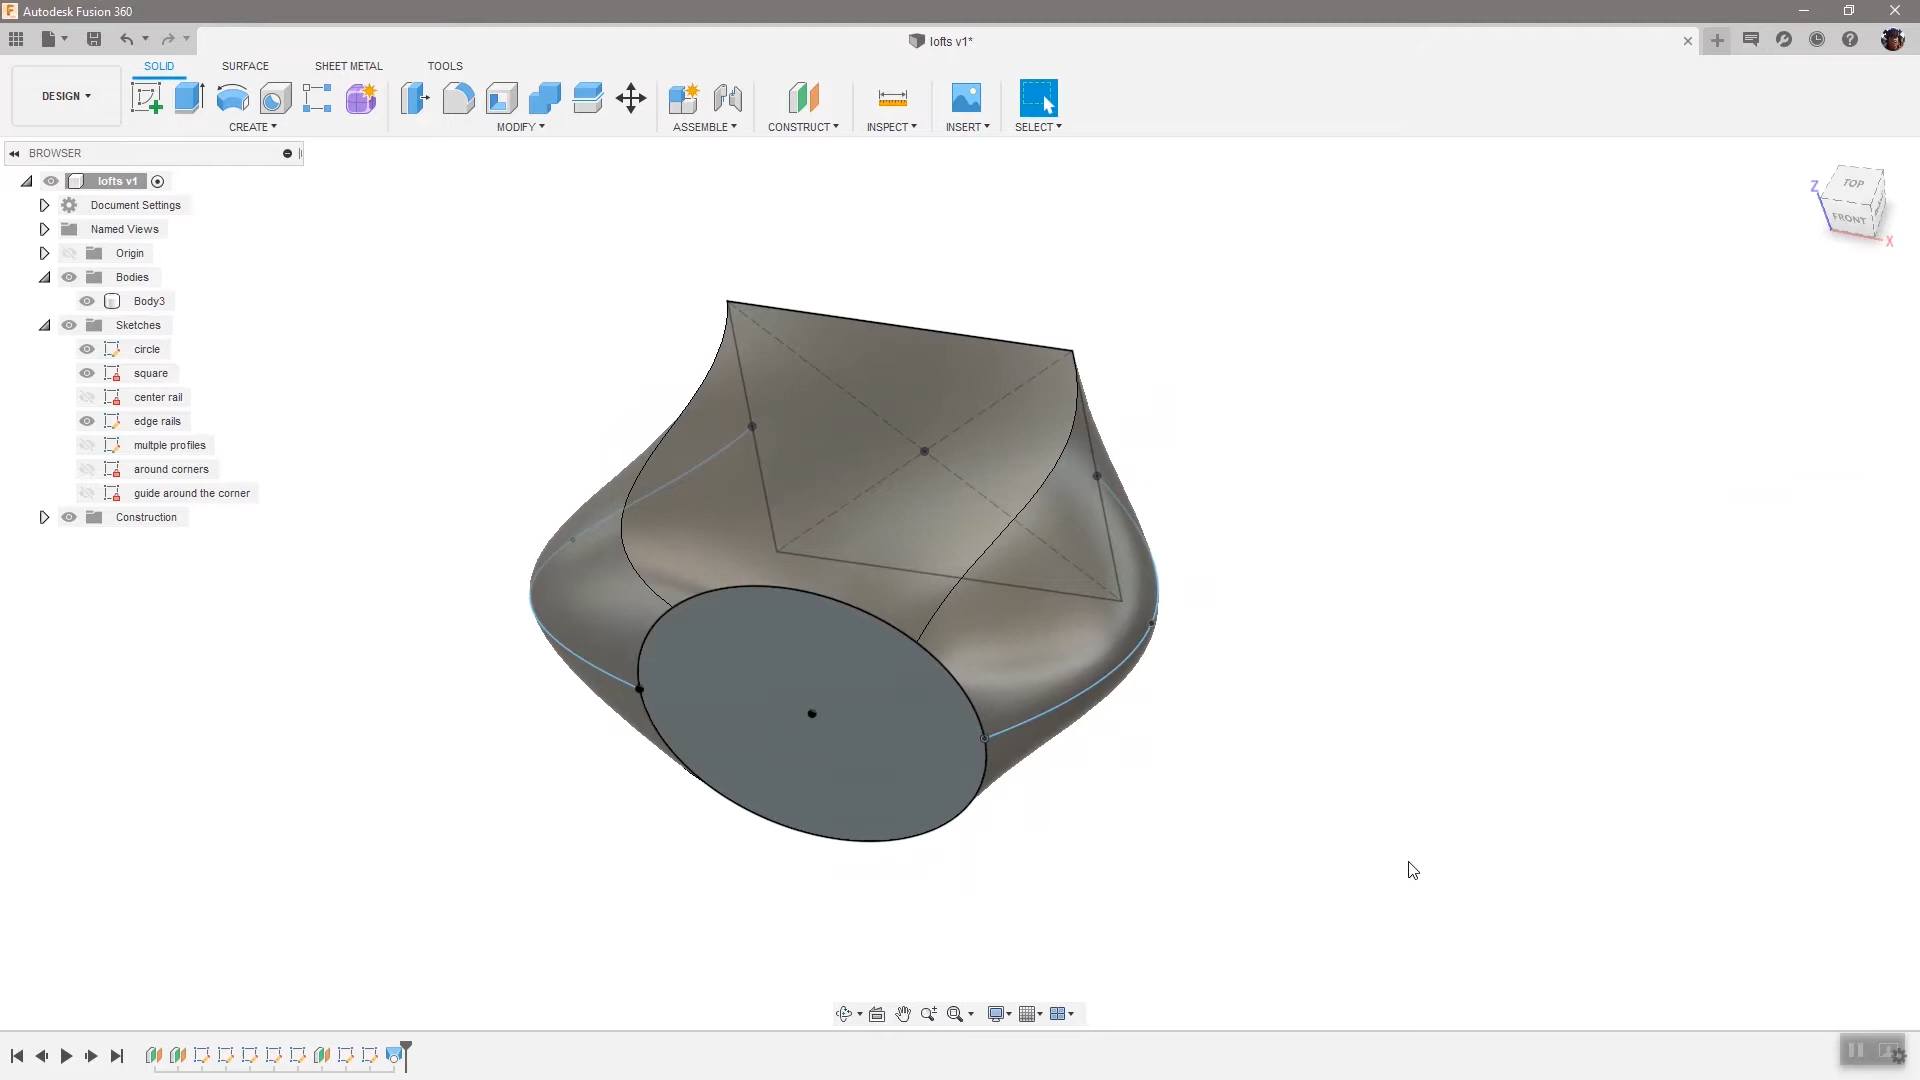 Autodesk Fusion 360
lofts v1*
DESIGN
SOLID
SURFACE
SHEET METAL
TOOLS
CREATE
MODIFY
ASSEMBLE
CONSTRUCT
INSPECT
INSERT
SELECT
BROWSER
lofts v1
Document Settings
Named Views
Origin
Bodies
Body3
Sketches
circle
square
center rail
edge rails
multple profiles
around corners
guide around the corner
Construction
TOP
FRONT
Z
X